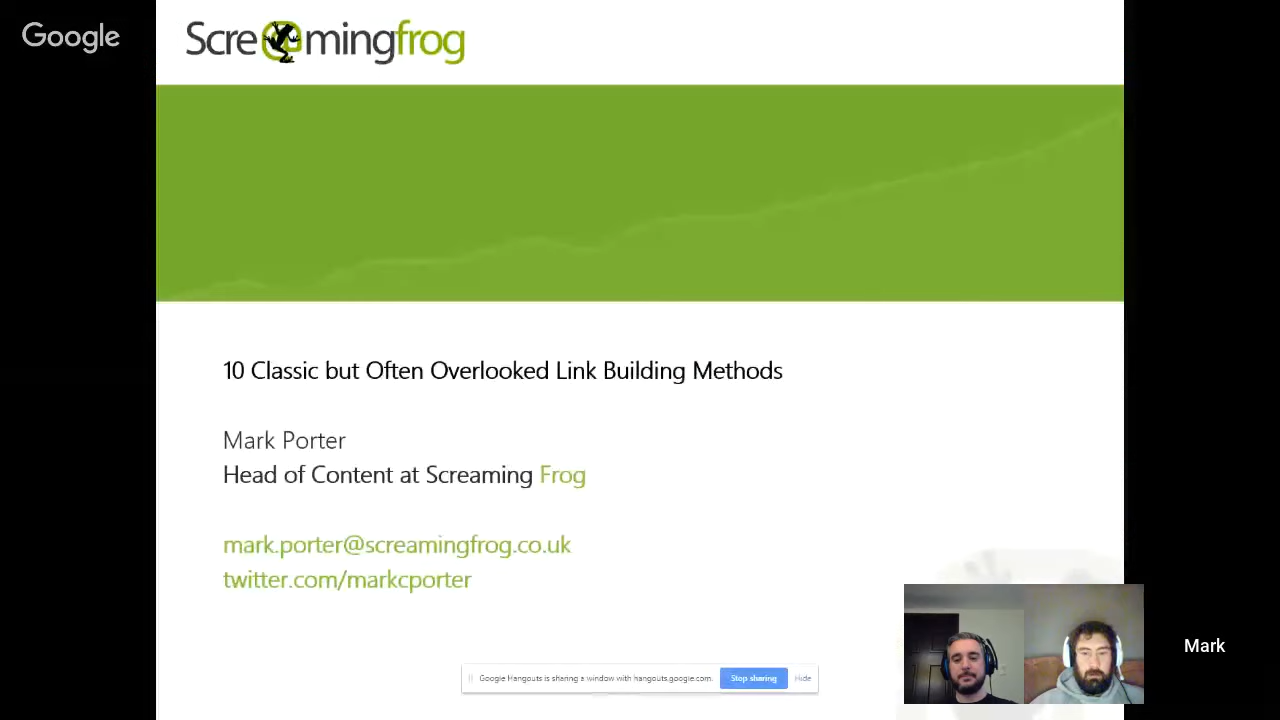 Google
Screamingfrog
10 Classic but Often Overlooked Link Building Methods
Mark Porter
Head of Content at Screaming Frog
mark.porter@screamingfrog.co.uk
twitter.com/markcporter
Mark
Google Hangouts is sharing a window with hangouts.google.com. Stop sharing Hide